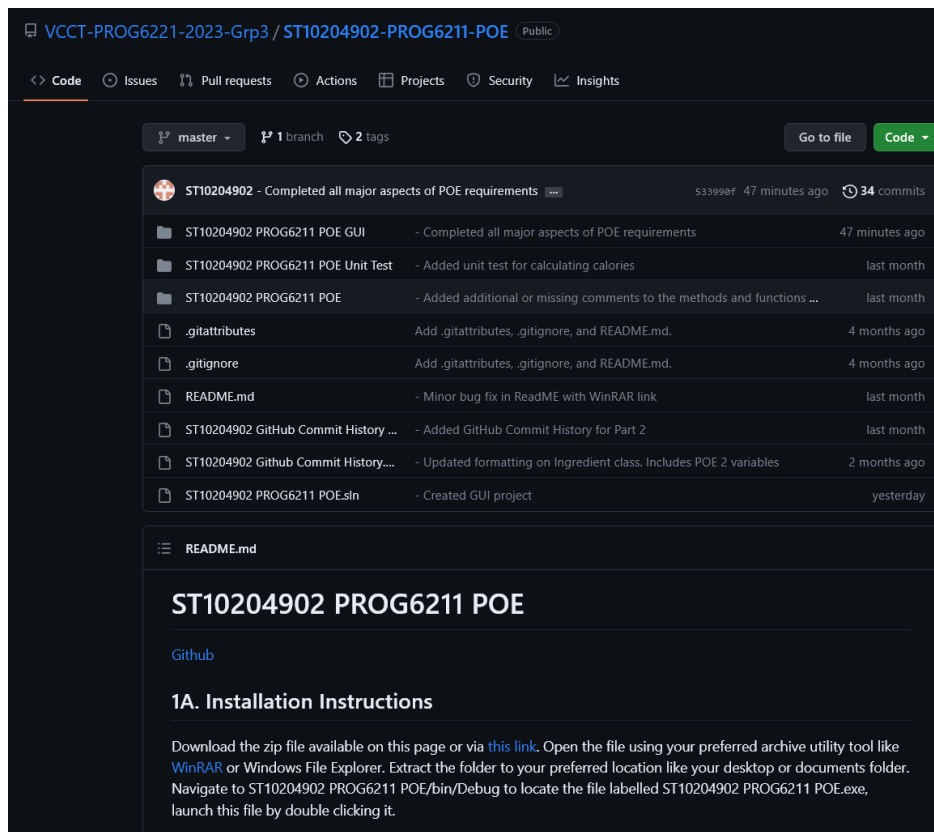 VCCT-PROG6221-2023-Grp3 / ST10204902-PROG6211-POE Public
Code Issues Pull requests Actions Projects Security Insights
master 1 branch 2 tags Go to file Code
ST10204902 - Completed all major aspects of POE requirements ... 533990f 47 minutes ago 34 commits
ST10204902 PROG6211 POE GUI - Completed all major aspects of POE requirements 47 minutes ago
ST10204902 PROG6211 POE Unit Test - Added unit test for calculating calories last month
ST10204902 PROG6211 POE - Added additional or missing comments to the methods and functions ... last month
.gitattributes Add .gitattributes, .gitignore, and README.md. 4 months ago
.gitignore Add .gitattributes, .gitignore, and README.md. 4 months ago
README.md - Minor bug fix in ReadME with WinRAR link last month
ST10204902 GitHub Commit History ... - Added GitHub Commit History for Part 2 last month
ST10204902 Github Commit History.... - Updated formatting on Ingredient class. Includes POE 2 variables 2 months ago
ST10204902 PROG6211 POE.sln - Created GUI project yesterday
README.md
ST10204902 PROG6211 POE
Github
1A. Installation Instructions
Download the zip file available on this page or via this link. Open the file using your preferred archive utility tool like
WinRAR or Windows File Explorer. Extract the folder to your preferred location like your desktop or documents folder.
Navigate to ST10204902 PROG6211 POE/bin/Debug to locate the file labelled ST10204902 PROG6211 POE.exe,
launch this file by double clicking it.